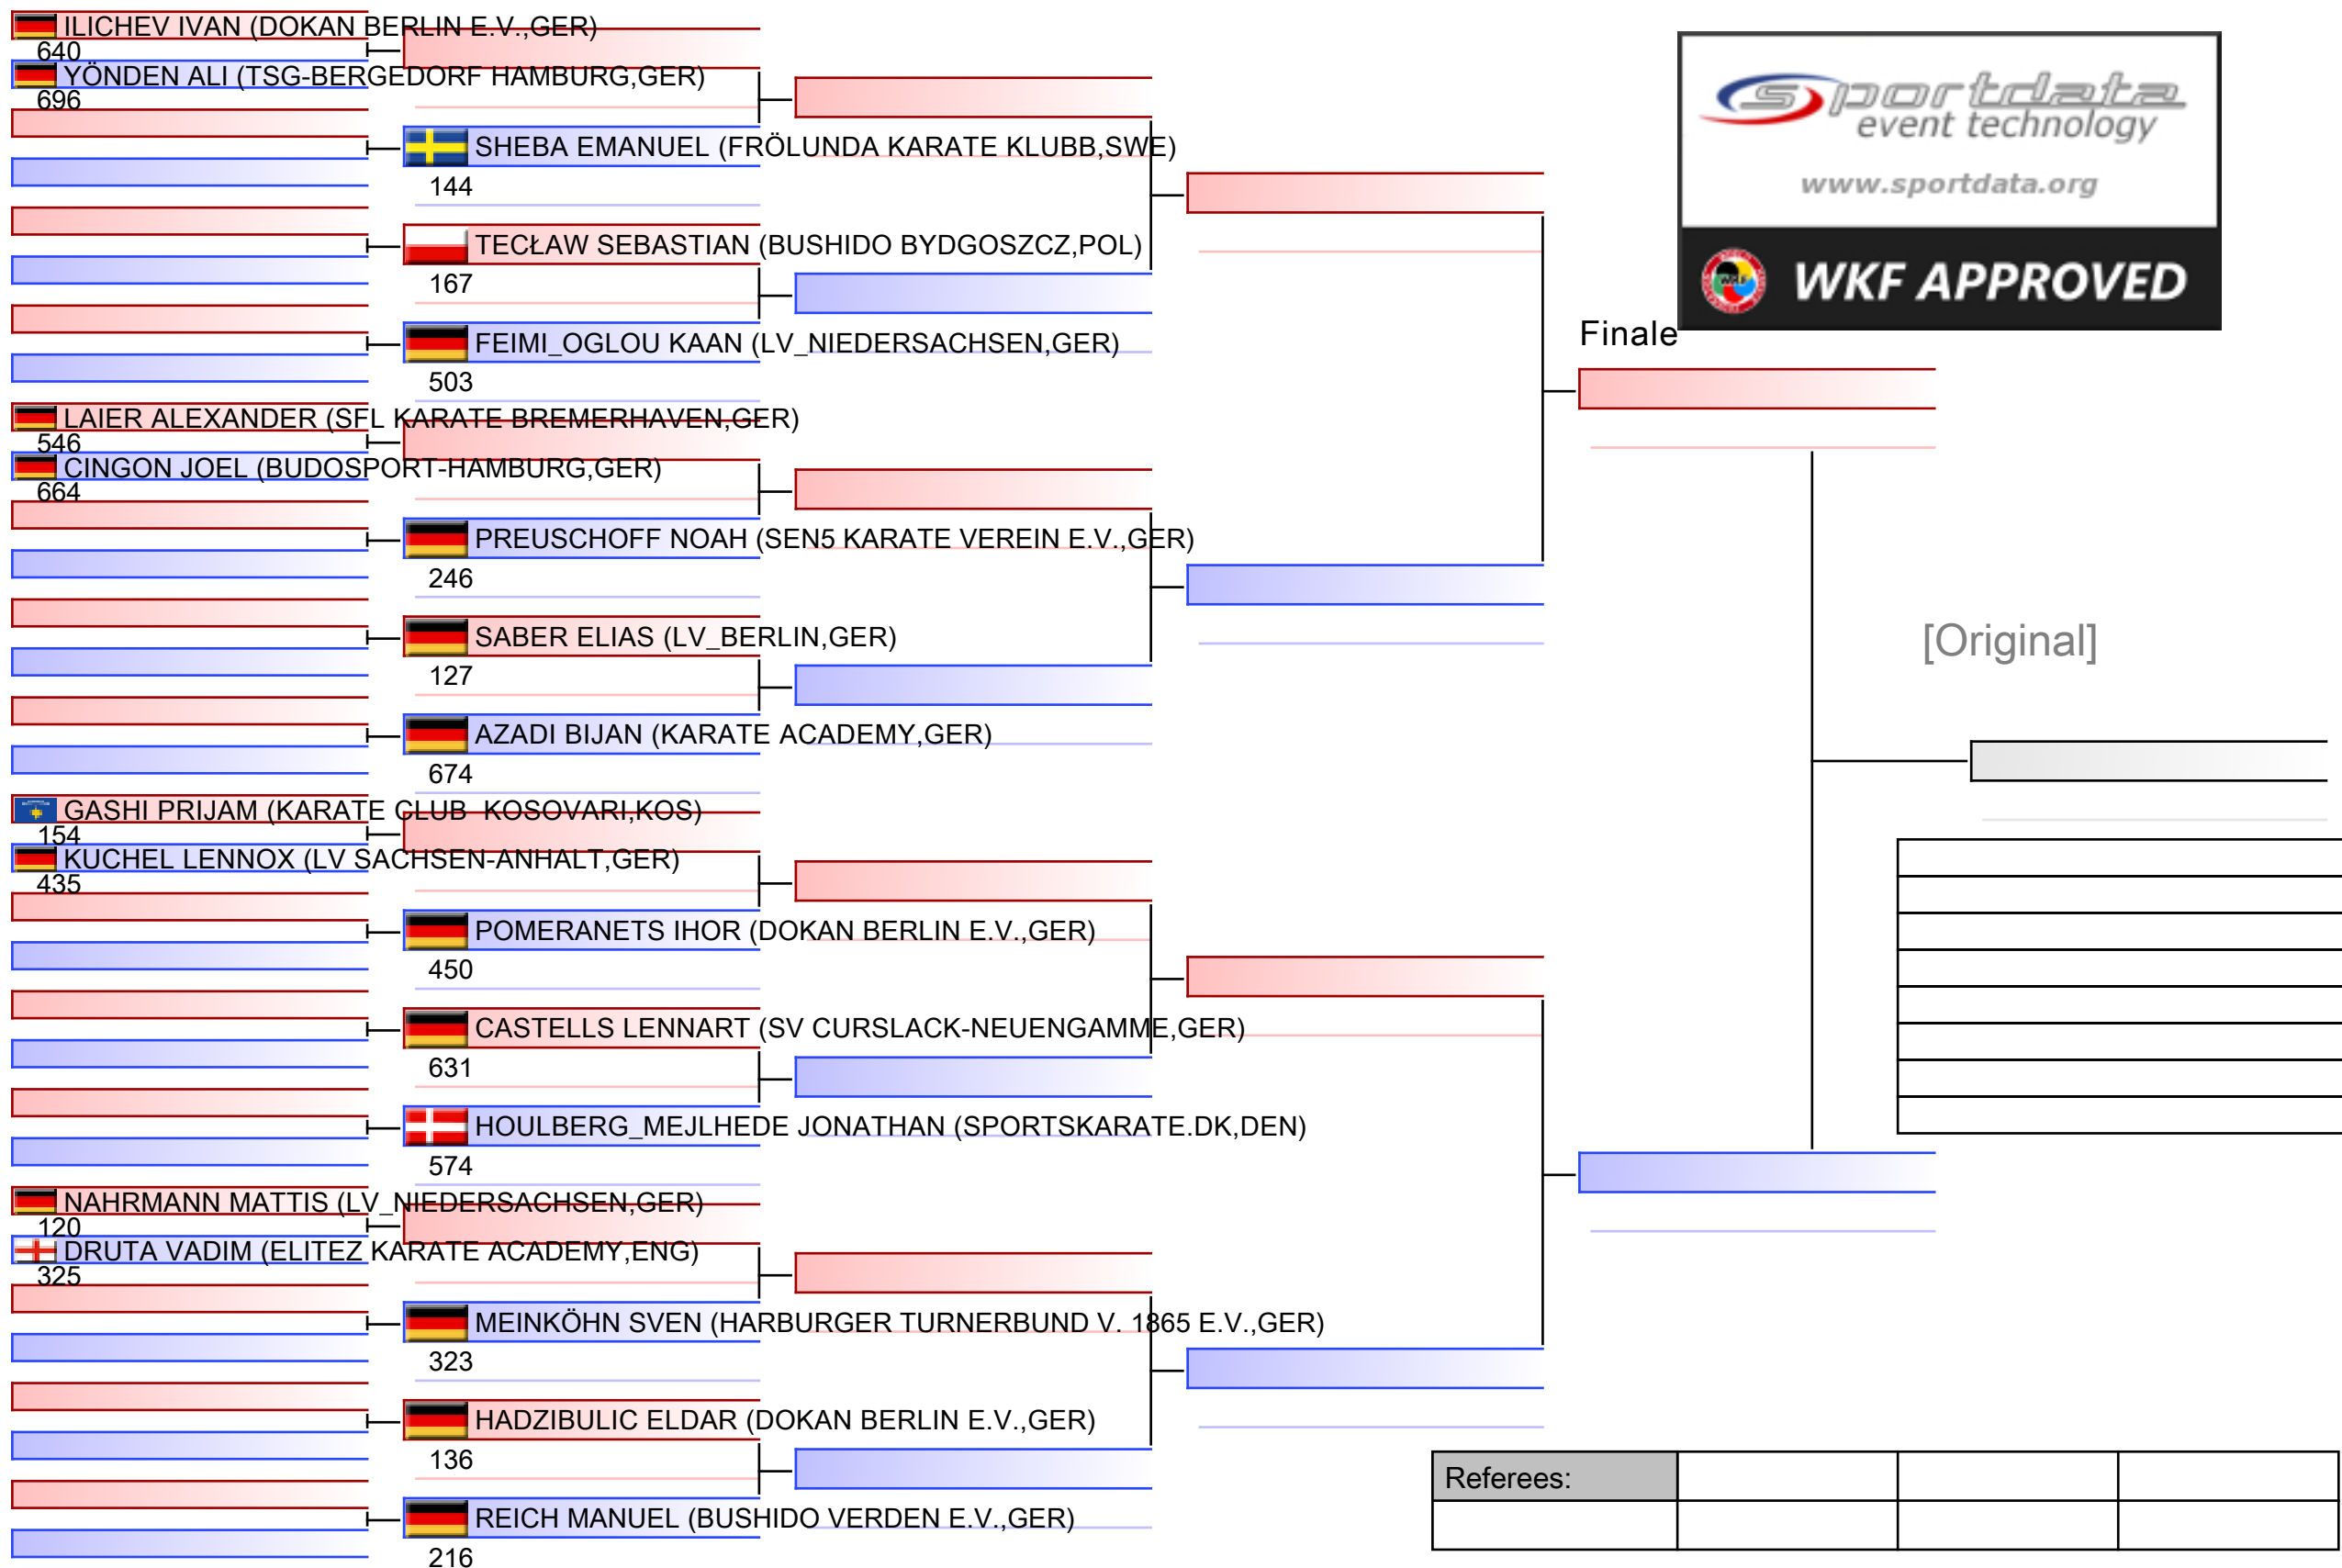 ILICHEV IVAN (DOKAN BERLIN E.V.,GER)
640
YÖNDEN ALI (TSG-BERGEDORF HAMBURG,GER)
696
SHEBA EMANUEL (FRÖLUNDA KARATE KLUBB,SWE)
144
TECŁAW SEBASTIAN (BUSHIDO BYDGOSZCZ,POL)
167
FEIMI_OGLOU KAAN (LV_NIEDERSACHSEN,GER)
503
LAIER ALEXANDER (SFL KARATE BREMERHAVEN,GER)
546
CINGON JOEL (BUDOSPORT-HAMBURG,GER)
664
PREUSCHOFF NOAH (SEN5 KARATE VEREIN E.V.,GER)
246
SABER ELIAS (LV_BERLIN,GER)
127
AZADI BIJAN (KARATE ACADEMY,GER)
674
GASHI PRIJAM (KARATE CLUB  KOSOVARI,KOS)
154
KUCHEL LENNOX (LV SACHSEN-ANHALT,GER)
435
POMERANETS IHOR (DOKAN BERLIN E.V.,GER)
450
CASTELLS LENNART (SV CURSLACK-NEUENGAMME,GER)
631
HOULBERG_MEJLHEDE JONATHAN (SPORTSKARATE.DK,DEN)
574
NAHRMANN MATTIS (LV_NIEDERSACHSEN,GER)
120
DRUTA VADIM (ELITEZ KARATE ACADEMY,ENG)
325
MEINKÖHN SVEN (HARBURGER TURNERBUND V. 1865 E.V.,GER)
323
HADZIBULIC ELDAR (DOKAN BERLIN E.V.,GER)
136
REICH MANUEL (BUSHIDO VERDEN E.V.,GER)
216
sportdata
event technology
www.sportdata.org
WKF
WKF APPROVED
Finale
[Original]
Referees: